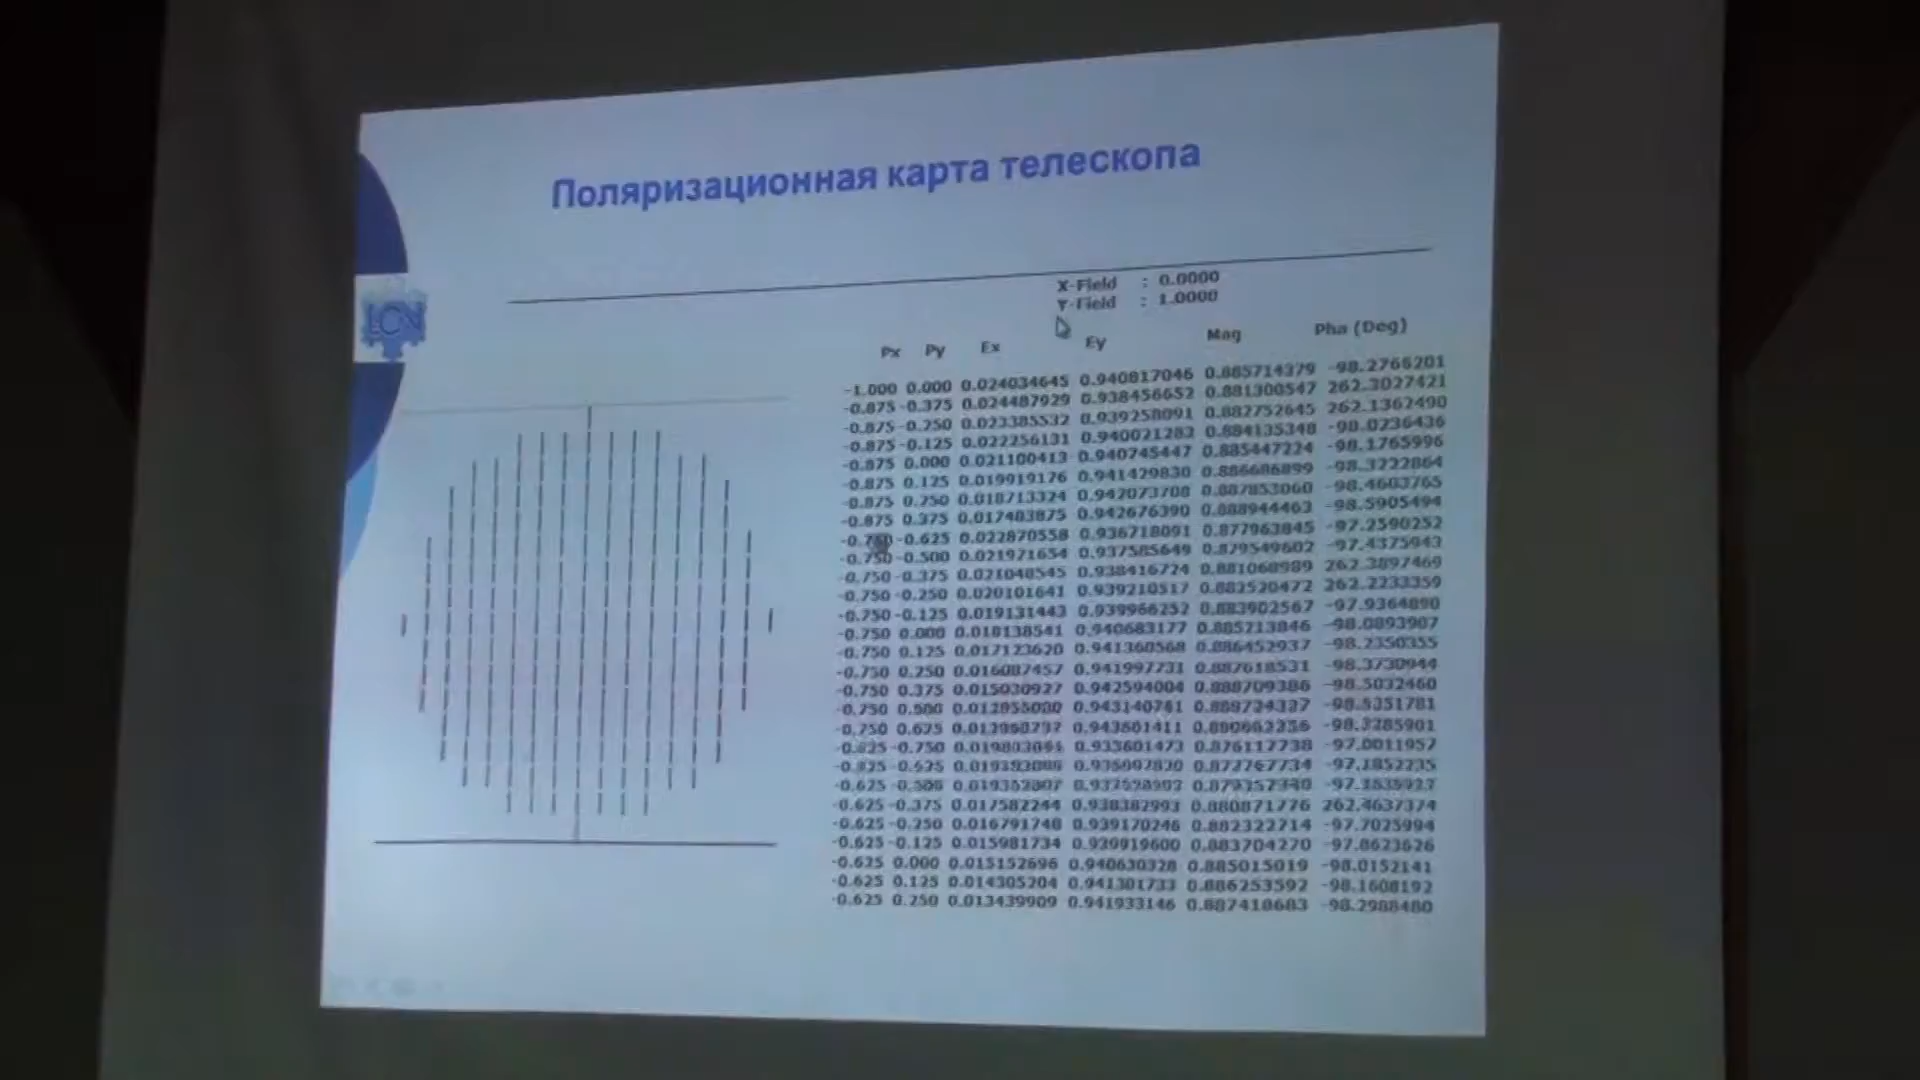 Поляризационная карта телескопа
ICN
X-Field : 0.0000
Y-Field : 1.0000
Px Py Ex Ey Mag Pha (Deg)
-1.000 0.000 0.024034645 0.940817046 0.885714379 -98.2766201
-0.875 -0.375 0.024487929 0.938456652 0.881300547 262.3027421
-0.875 -0.250 0.023385532 0.939258091 0.882752645 262.1362490
-0.875 -0.125 0.022256131 0.940021283 0.884135348 -98.0236436
-0.875 0.000 0.021100413 0.940745447 0.885447224 -98.1765996
-0.875 0.125 0.019919176 0.941429830 0.886686899 -98.3222864
-0.875 0.250 0.018713324 0.942073708 0.887853060 -98.4603765
-0.875 0.375 0.017483875 0.942676390 0.888944463 -98.5905494
-0.750 -0.625 0.022870558 0.936718091 0.877963845 -97.2590252
-0.750 -0.500 0.021971654 0.937585649 0.879549602 -97.4375943
-0.750 -0.375 0.021048545 0.938416724 0.881068989 262.3897469
-0.750 -0.250 0.020101641 0.939210517 0.882520472 262.2233359
-0.750 -0.125 0.019131443 0.939966252 0.883902567 -97.9364890
-0.750 0.000 0.018138541 0.940683177 0.885213846 -98.0893907
-0.750 0.125 0.017123620 0.941360568 0.886452937 -98.2350355
-0.750 0.250 0.016087457 0.941997731 0.887618531 -98.3730944
-0.750 0.375 0.015030927 0.942594004 0.888709386 -98.5032460
-0.750 0.500
-0.750 0.625
-0.625 -0.750
-0.625 -0.625
-0.625 -0.500
-0.625 -0.375 0.017582244 0.938382993 0.880871776 262.4637374
-0.625 -0.250 0.016791748 0.939170246 0.882322714 -97.7025994
-0.625 -0.125 0.015981734 0.939919600 0.883704270 -97.8623626
-0.625 0.000 0.015152696 0.940630328 0.885015019 -98.0152141
-0.625 0.125 0.014305204 0.941301733 0.886253592 -98.1608192
-0.625 0.250 0.013439909 0.941933146 0.887418683 -98.2988480